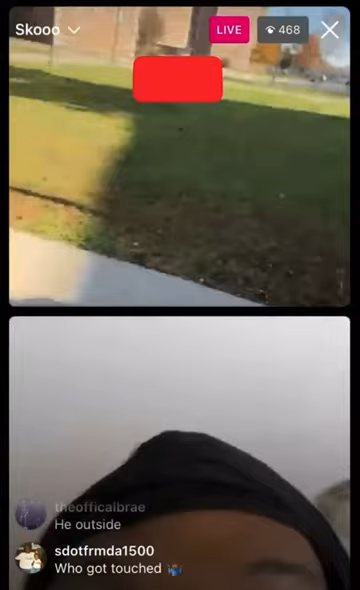 Skooo
LIVE
468
theofficalbrae
He outside
sdotfrmda1500
Who got touched 🤷🏿‍♂️